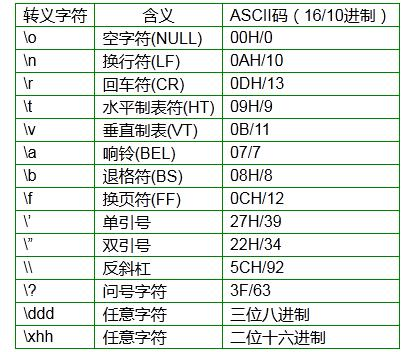 转义字符 含义 ASCII码（16/10进制）
\o 空字符(NULL) 00H/0
\n 换行符(LF) 0AH/10
\r 回车符(CR) 0DH/13
\t 水平制表符(HT) 09H/9
\v 垂直制表(VT) 0B/11
\a 响铃(BEL) 07/7
\b 退格符(BS) 08H/8
\f 换页符(FF) 0CH/12
\’ 单引号 27H/39
\” 双引号 22H/34
\\ 反斜杠 5CH/92
\? 问号字符 3F/63
\ddd 任意字符 三位八进制
\xhh 任意字符 二位十六进制